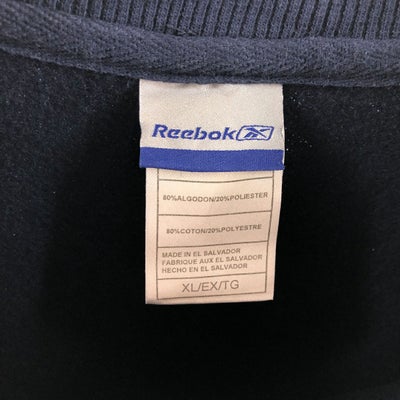 Reebok
80%ALGODON/20%POLIESTER
80%COTON/20%POLYESTRE
MADE IN EL SALVADOR
FABRIQUE AUX EL SALVADOR
HECHO EN EL SALVADOR
XL/EX/TG